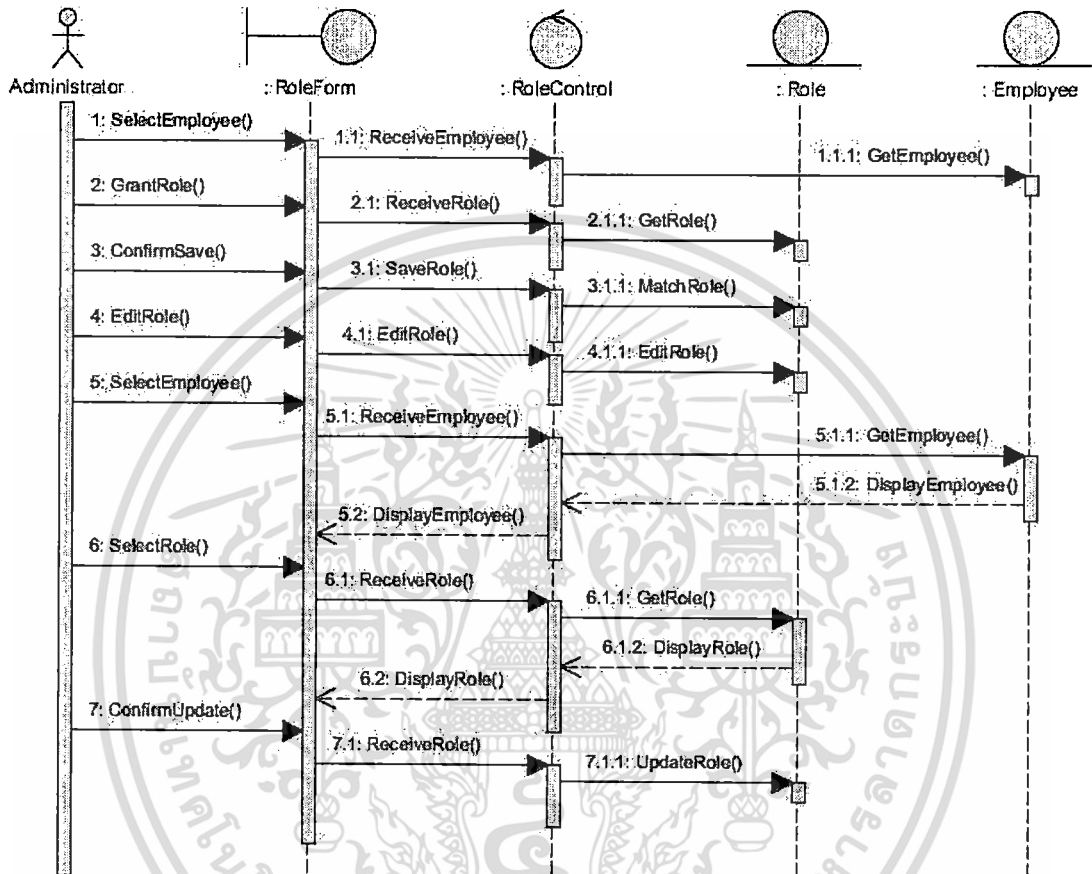 Administrator
: RoleForm
: RoleControl
: Role
: Employee
1: SelectEmployee()
1.1: ReceiveEmployee()
1.1.1: GetEmployee()
2: GrantRole()
2.1: ReceiveRole()
2.1.1: GetRole()
3: ConfirmSave()
3.1: SaveRole()
3.1.1: MatchRole()
4: EditRole()
4.1: EditRole()
4.1.1: EditRole()
5: SelectEmployee()
5.1: ReceiveEmployee()
5.1.1: GetEmployee()
5.1.2: DisplayEmployee()
5.2: DisplayEmployee()
6: SelectRole()
6.1: ReceiveRole()
6.1.1: GetRole()
6.1.2: DisplayRole()
6.2: DisplayRole()
7: ConfirmUpdate()
7.1: ReceiveRole()
7.1.1: UpdateRole()